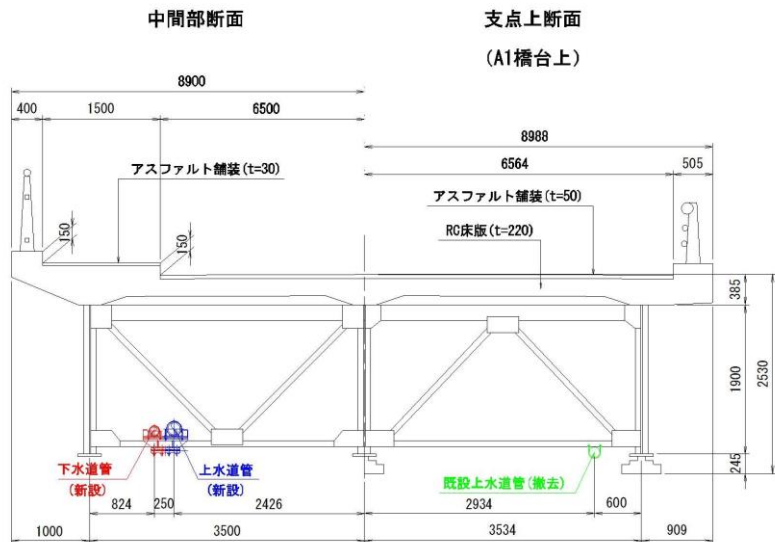 中間部断面
支点上断面
(A1橋台上)
8900
400
1500
6500
8988
6564
505
アスファルト舗装(t=30)
アスファルト舗装(t=50)
RC床版(t=220)
150
150
385
1900
2530
245
下水道管
(新設)
上水道管
(新設)
既設上水道管(撤去)
824
250
2426
2934
600
1000
3500
3534
909